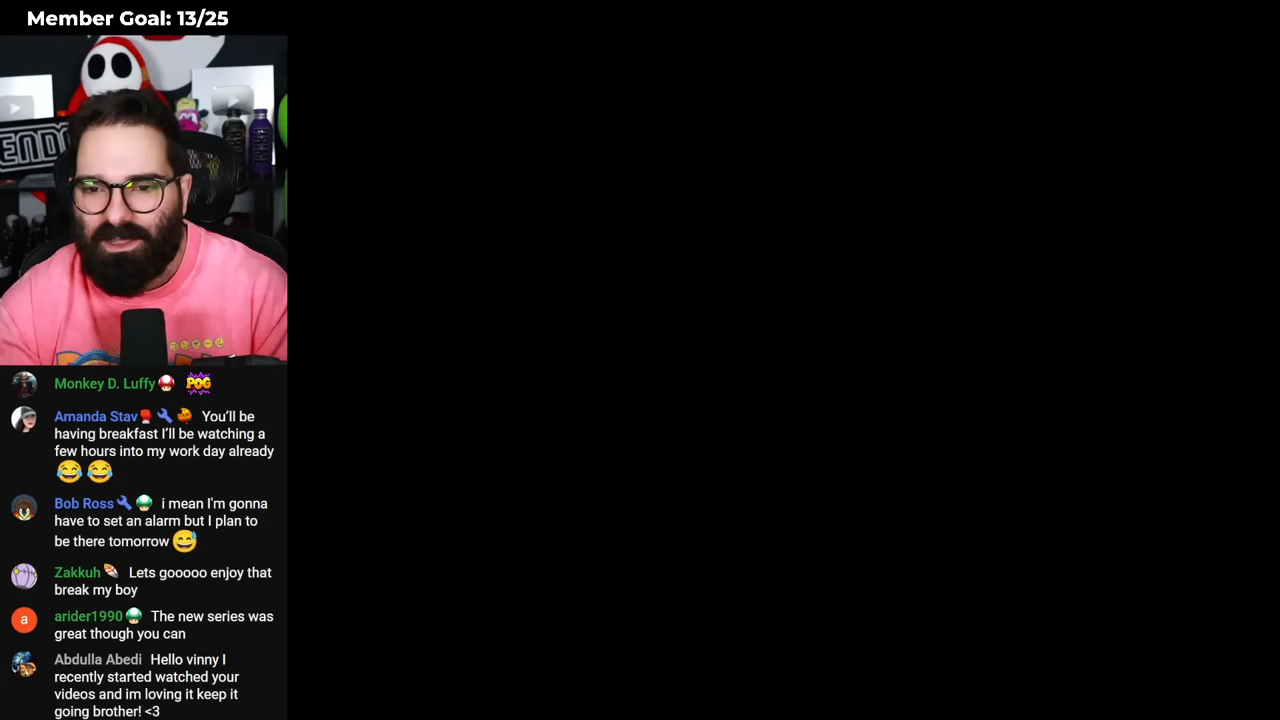 Member Goal: 13/25
END
Monkey D. Luffy POG
Amanda Stav You'll be
having breakfast I'll be watching a
few hours into my work day already
Bob Ross i mean I'm gonna
have to set an alarm but I plan to
be there tomorrow
Zakkuh Lets gooooo enjoy that
break my boy
a arider1990 The new series was
great though you can
Abdulla Abedi Hello vinny I
recently started watched your
videos and im loving it keep it
going brother! <3